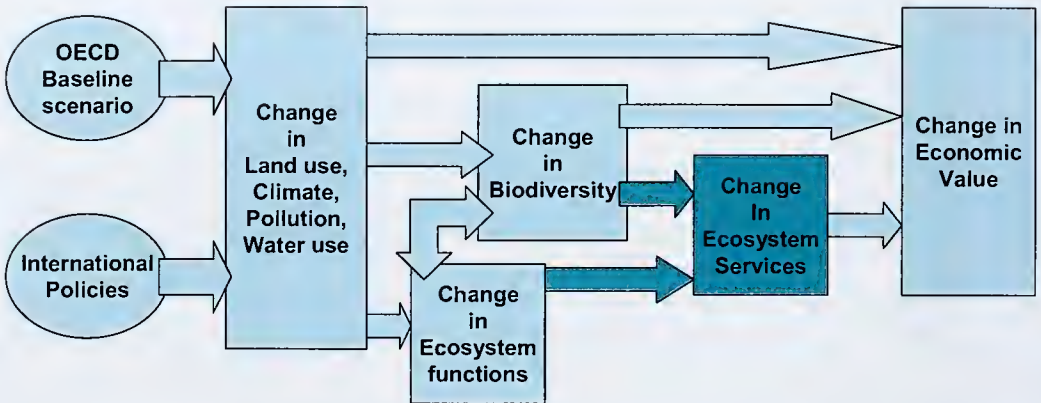 OECD
Baseline
scenario
International
Policies
Change
in
Land use,
Climate,
Pollution,
Water use
Change
in
Biodiversity
Change
in
Ecosystem
functions
Change
In
Ecosystem
Services
Change in
Economic
Value